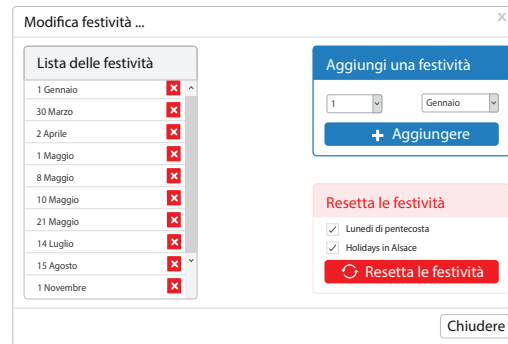 Modifica festività ...
x
Lista delle festività
1 Gennaio
30 Marzo
2 Aprile
1 Maggio
8 Maggio
10 Maggio
21 Maggio
14 Luglio
15 Agosto
1 Novembre
Aggiungi una festività
1 Gennaio
Aggiungere
Resetta le festività
Lunedi di pentecosta
Holidays in Alsace
Resetta le festività
Chiudere